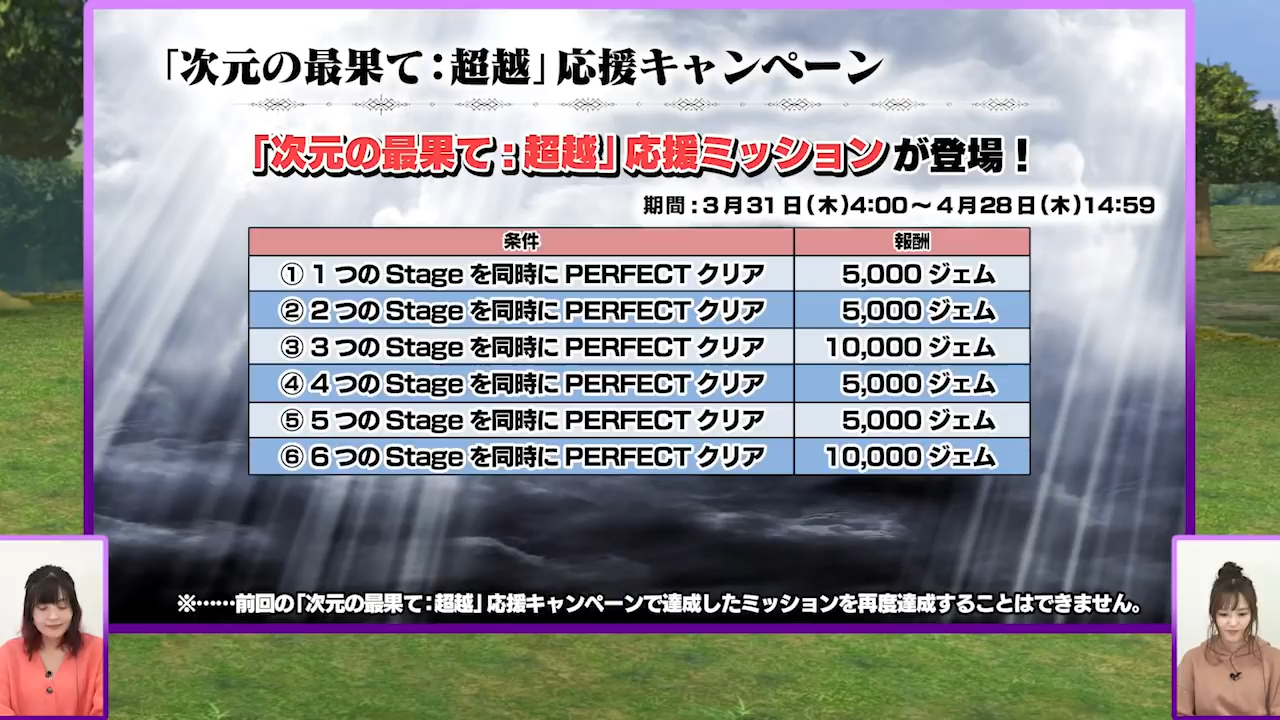 「次元の最果て：超越」応援キャンペーン
「次元の最果て：超越」応援ミッションが登場！
期間：3月31日(木)4:00～4月28日(木)14:59
条件 報酬
① 1つのStageを同時にPERFECTクリア 5,000ジェム
② 2つのStageを同時にPERFECTクリア 5,000ジェム
③ 3つのStageを同時にPERFECTクリア 10,000ジェム
④ 4つのStageを同時にPERFECTクリア 5,000ジェム
⑤ 5つのStageを同時にPERFECTクリア 5,000ジェム
⑥ 6つのStageを同時にPERFECTクリア 10,000ジェム
※……前回の「次元の最果て：超越」応援キャンペーンで達成したミッションを再度達成することはできません。